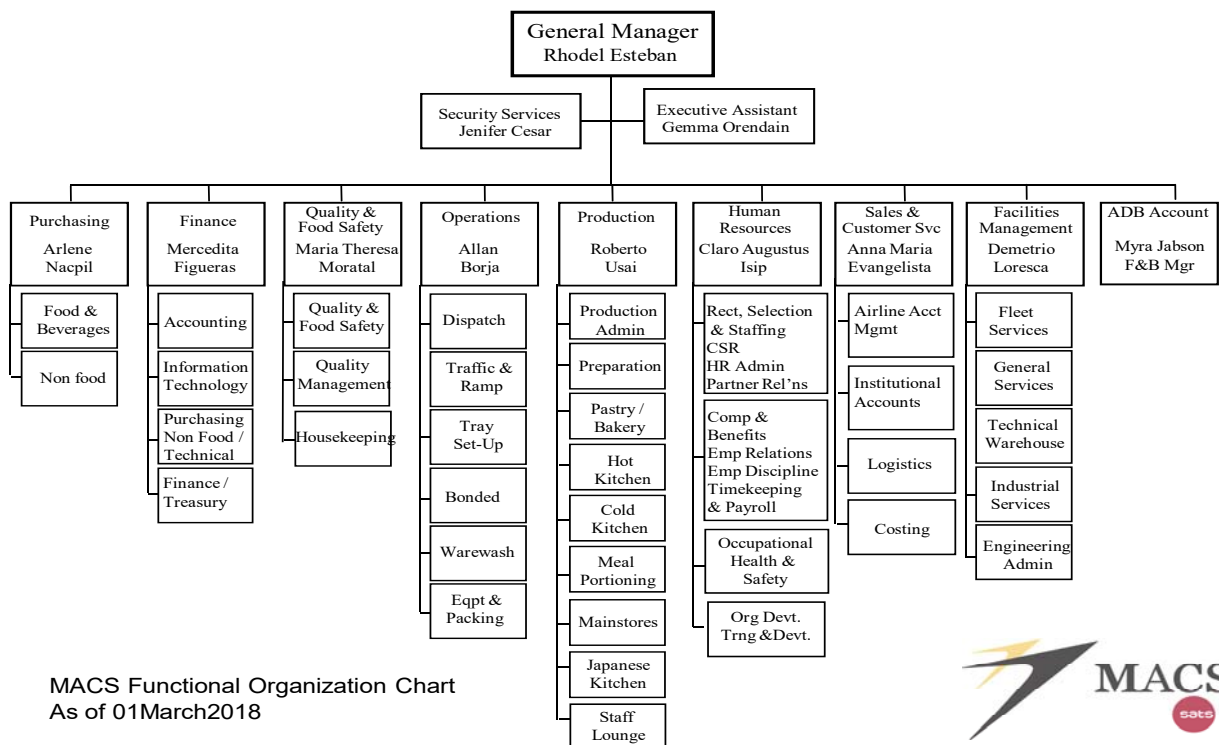 General Manager
Rhodel Esteban
Security Services
Jenifer Cesar
Executive Assistant
Gemma Orendain
Purchasing
Arlene
Nacpil
Food &
Beverages
Non food
Finance
Mercedita
Figueras
Accounting
Information
Technology
Purchasing
Non Food /
Technical
Finance /
Treasury
Quality &
Food Safety
Maria Theresa
Moratal
Quality &
Food Safety
Quality
Management
Housekeeping
Operations
Allan
Borja
Dispatch
Traffic &
Ramp
Tray
Set-Up
Bonded
Warewash
Eqpt &
Packing
Production
Roberto
Usai
Production
Admin
Preparation
Pastry /
Bakery
Hot
Kitchen
Cold
Kitchen
Meal
Portioning
Mainstores
Japanese
Kitchen
Staff
Lounge
Human
Resources
Claro Augustus
Isip
Rect, Selection
& Staffing
CSR
HR Admin
Partner Rel'ns
Comp &
Benefits
Emp Relations
Emp Discipline
Timekeeping
& Payroll
Occupational
Health &
Safety
Org Devt.
Trng &Devt.
Sales &
Customer Svc
Anna Maria
Evangelista
Airline Acct
Mgmt
Institutional
Accounts
Logistics
Costing
Facilities
Management
Demetrio
Loresca
Fleet
Services
General
Services
Technical
Warehouse
Industrial
Services
Engineering
Admin
ADB Account
Myra Jabson
F&B Mgr
MACS Functional Organization Chart
As of 01March2018
MACS
sats